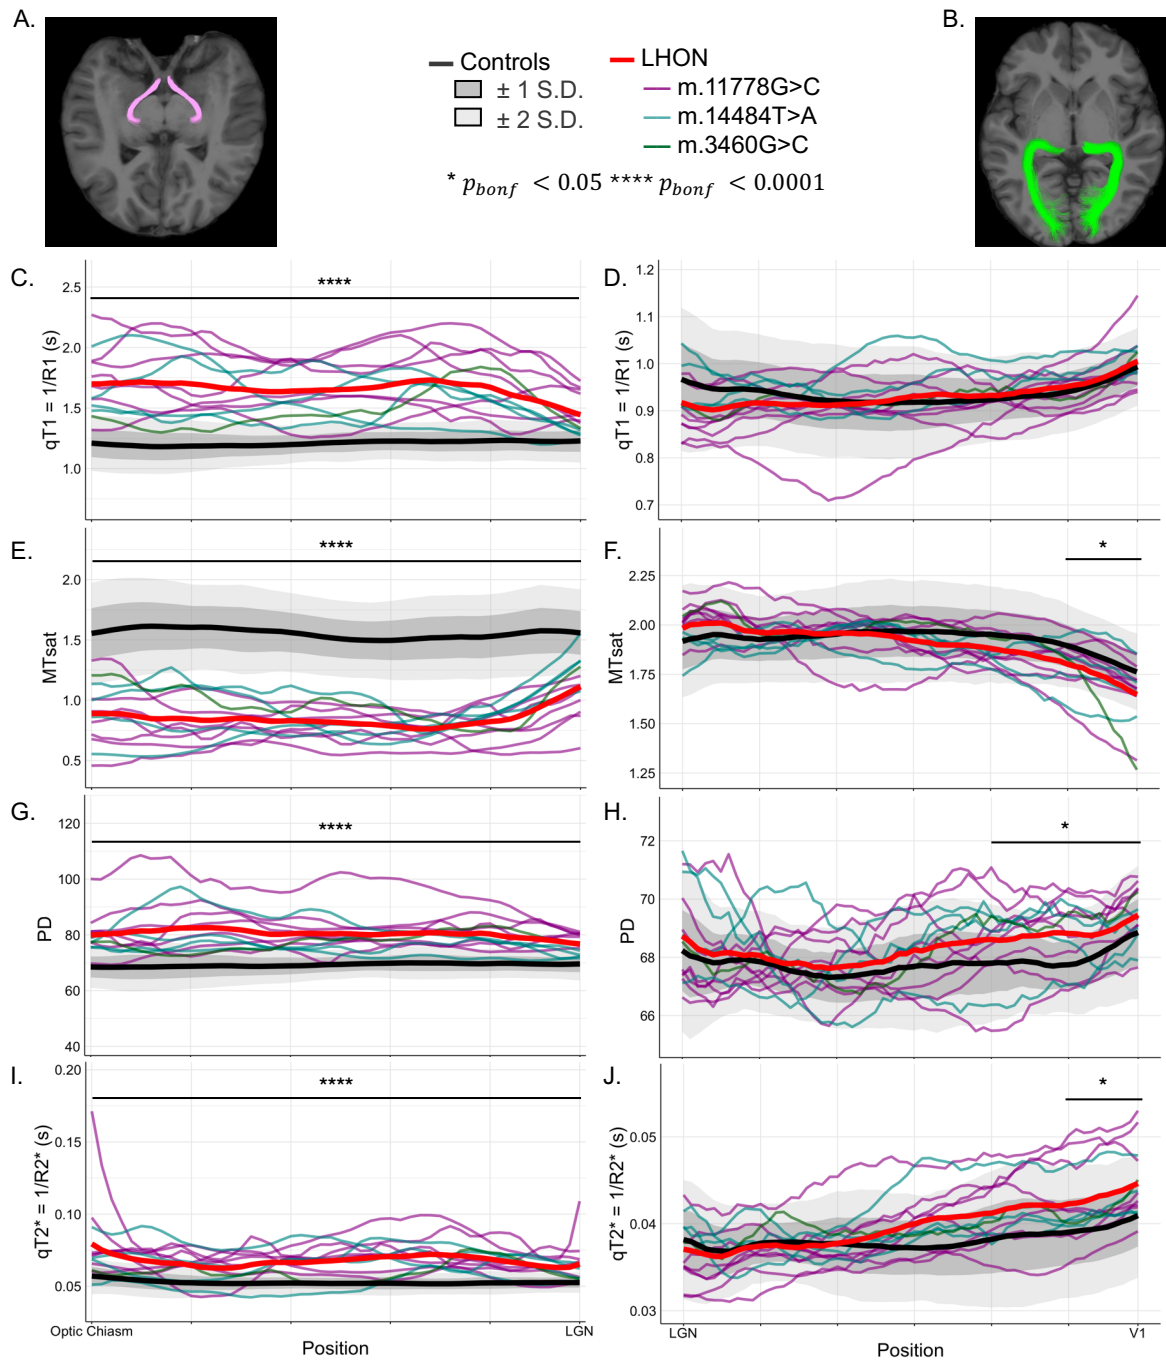 A.
B.
Controls
± 1 S.D.
± 2 S.D.
LHON
m.11778G>C
m.14484T>A
m.3460G>C
* p_bonf < 0.05 **** p_bonf < 0.0001
C.
****
qT1 = 1/R1 (s)
2.5
2.0
1.5
1.0
D.
qT1 = 1/R1 (s)
1.2
1.1
1.0
0.9
0.8
0.7
E.
****
MTsat
2.0
1.5
1.0
0.5
F.
*
MTsat
2.25
2.00
1.75
1.50
1.25
G.
****
PD
120
100
80
60
40
H.
*
PD
72
70
68
66
I.
****
qT2* = 1/R2* (s)
0.20
0.15
0.10
0.05
Optic Chiasm
LGN
Position
J.
*
qT2* = 1/R2* (s)
0.05
0.04
0.03
LGN
V1
Position